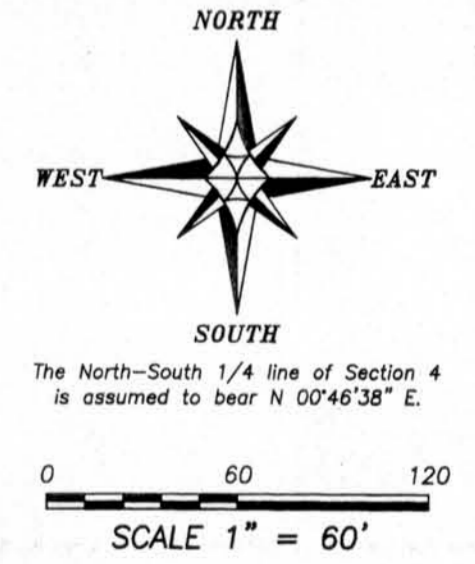 NORTH
WEST EAST
SOUTH
The North-South 1/4 line of Section 4
is assumed to bear N 00°46'38" E.
0 60 120
SCALE 1" = 60'